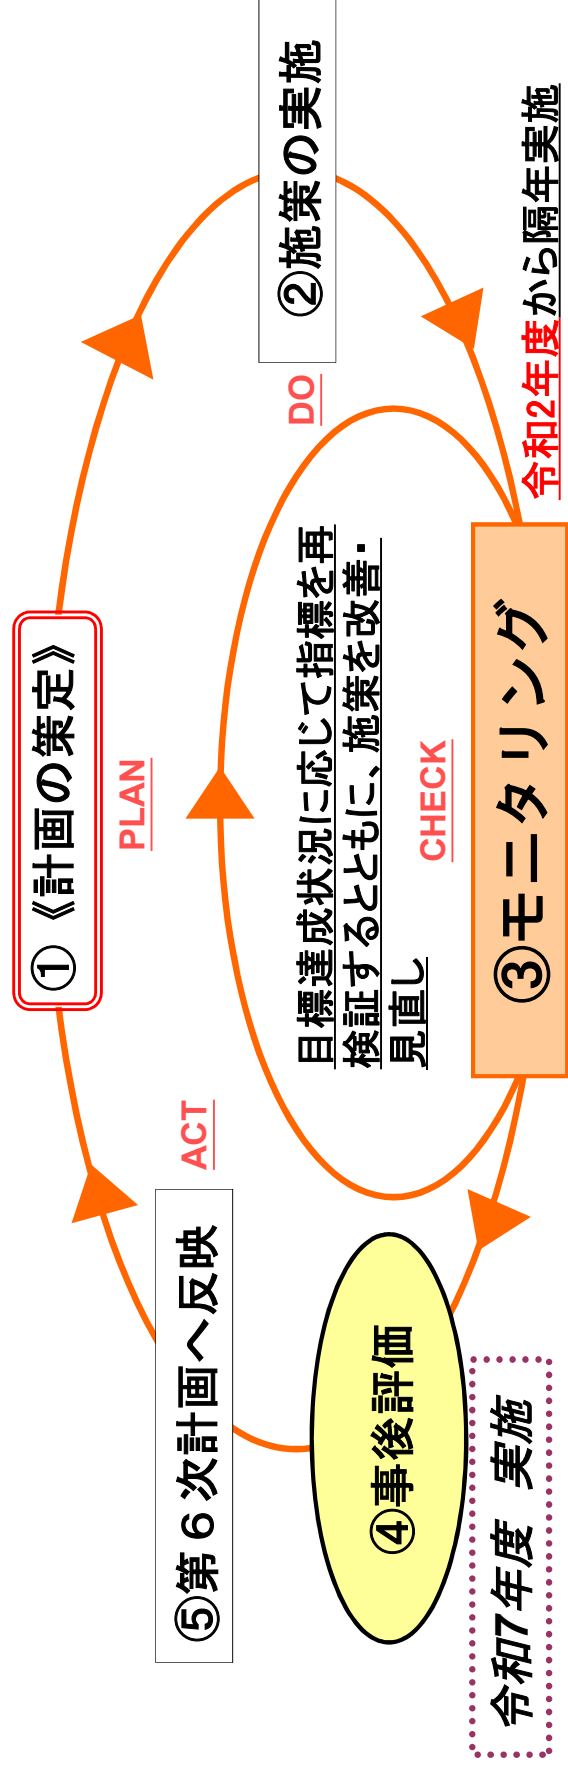 ①《計画の策定》
PLAN
②施策の実施
DO
目標達成状況に応じて指標を再
検証するとともに、施策を改善・
見直し
CHECK
③モニタリング
令和2年度から隔年実施
④事後評価
令和7年度　実施
⑤第６次計画へ反映
ACT